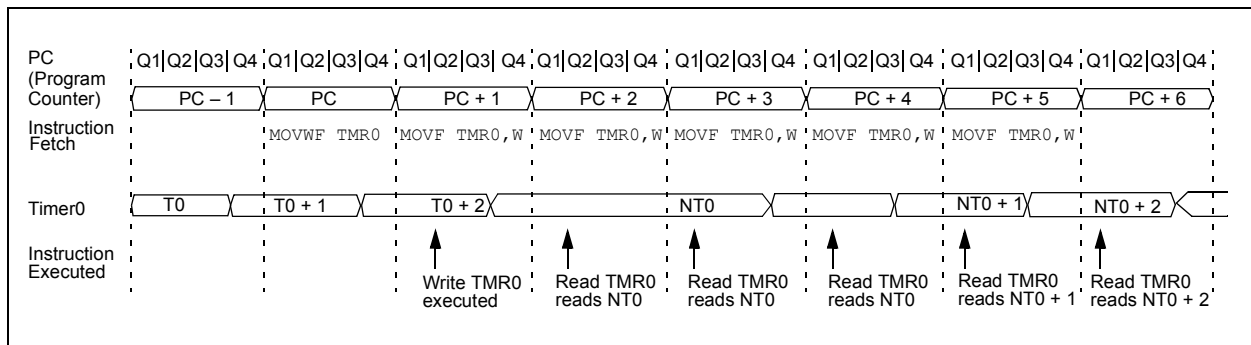 PC (Program Counter)
Q1 Q2 Q3 Q4 Q1 Q2 Q3 Q4 Q1 Q2 Q3 Q4 Q1 Q2 Q3 Q4 Q1 Q2 Q3 Q4 Q1 Q2 Q3 Q4 Q1 Q2 Q3 Q4 Q1 Q2 Q3 Q4
PC – 1 PC PC + 1 PC + 2 PC + 3 PC + 4 PC + 5 PC + 6
Instruction Fetch
MOVWF TMR0 MOVF TMR0,W MOVF TMR0,W MOVF TMR0,W MOVF TMR0,W MOVF TMR0,W
Timer0
T0 T0 + 1 T0 + 2 NT0 NT0 + 1 NT0 + 2
Instruction Executed
Write TMR0 executed
Read TMR0 reads NT0
Read TMR0 reads NT0
Read TMR0 reads NT0
Read TMR0 reads NT0 + 1
Read TMR0 reads NT0 + 2